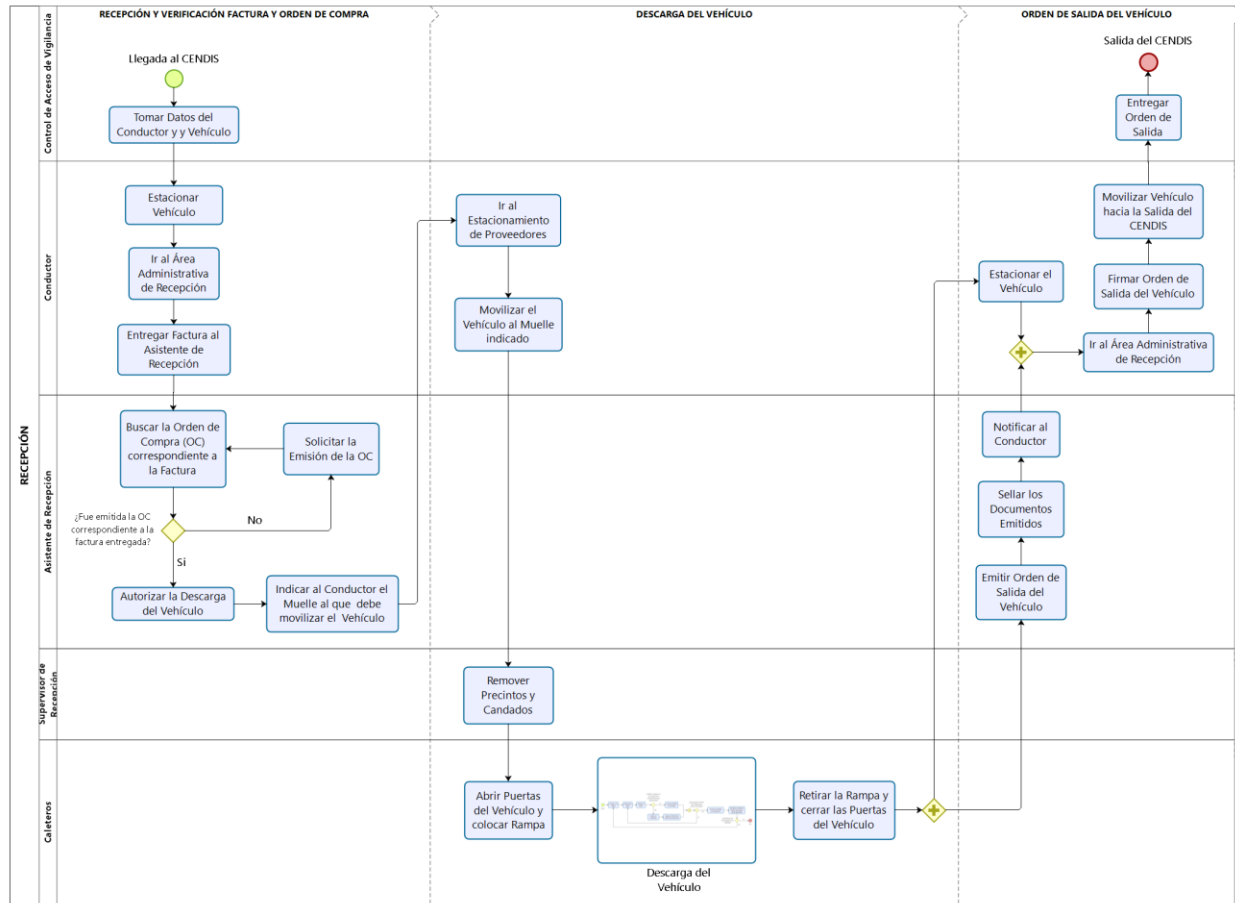 RECEPCIÓN Y VERIFICACIÓN FACTURA Y ORDEN DE COMPRA
DESCARGA DEL VEHÍCULO
ORDEN DE SALIDA DEL VEHÍCULO
RECEPCIÓN
Control de Acceso de Vigilancia
Llegada al CENDIS
Tomar Datos del
Conductor y y Vehículo
Salida del CENDIS
Entregar
Orden de
Salida
Conductor
Estacionar
Vehículo
Ir al Área
Administrativa
de Recepción
Entregar Factura al
Asistente de
Recepción
Ir al
Estacionamiento
de Proveedores
Movilizar el
Vehículo al Muelle
indicado
Estacionar el
Vehículo
Movilizar Vehículo
hacia la Salida del
CENDIS
Firmar Orden de
Salida del Vehículo
Ir al Área Administrativa
de Recepción
Asistente de Recepción
Buscar la Orden de
Compra (OC)
correspondiente a
la Factura
Solicitar la
Emisión de la OC
¿Fue emitida la OC
correspondiente a la
factura entregada?
No
Si
Autorizar la Descarga
del Vehículo
Indicar al Conductor el
Muelle al que debe
movilizar el Vehículo
Notificar al
Conductor
Sellar los
Documentos
Emitidos
Emitir Orden de
Salida del
Vehículo
Supervisor de
Recepción
Remover
Precintos y
Candados
Caleteros
Abrir Puertas
del Vehículo y
colocar Rampa
Descarga del
Vehículo
Retirar la Rampa y
cerrar las Puertas
del Vehículo